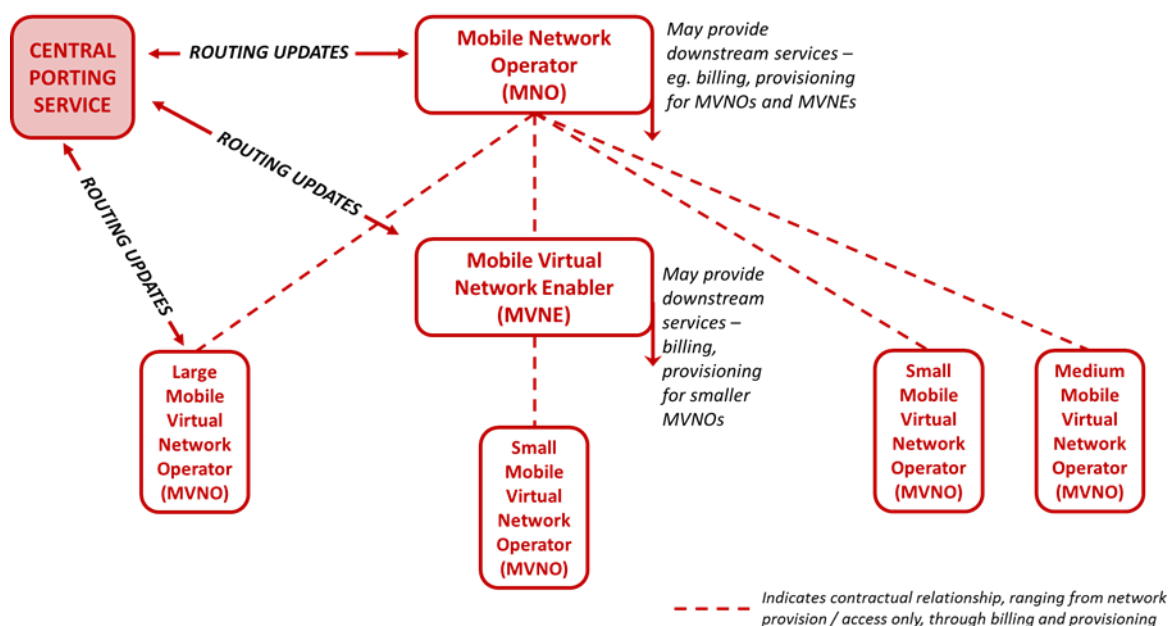 CENTRAL
PORTING
SERVICE
ROUTING UPDATES
Mobile Network
Operator
(MNO)
May provide
downstream services –
eg. billing, provisioning
for MVNOs and MVNEs
ROUTING UPDATES
ROUTING UPDATES
Mobile Virtual
Network Enabler
(MVNE)
May provide
downstream
services –
billing,
provisioning
for smaller
MVNOs
Large
Mobile
Virtual
Network
Operator
(MVNO)
Small
Mobile
Virtual
Network
Operator
(MVNO)
Small
Mobile
Virtual
Network
Operator
(MVNO)
Medium
Mobile
Virtual
Network
Operator
(MVNO)
Indicates contractual relationship, ranging from network
provision / access only, through billing and provisioning